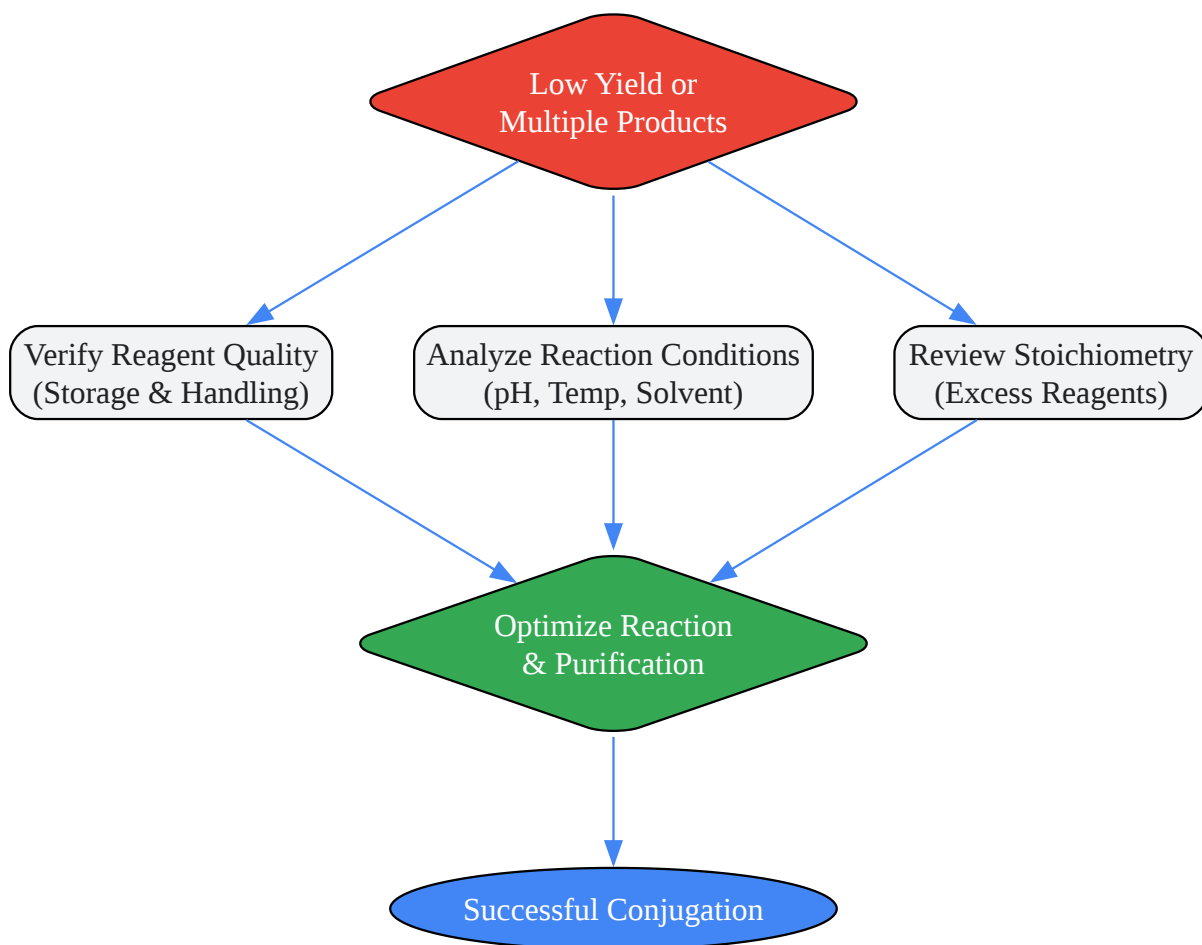 Low Yield or
Multiple Products
Verify Reagent Quality
(Storage & Handling)
Analyze Reaction Conditions
(pH, Temp, Solvent)
Review Stoichiometry
(Excess Reagents)
Optimize Reaction
& Purification
Successful Conjugation